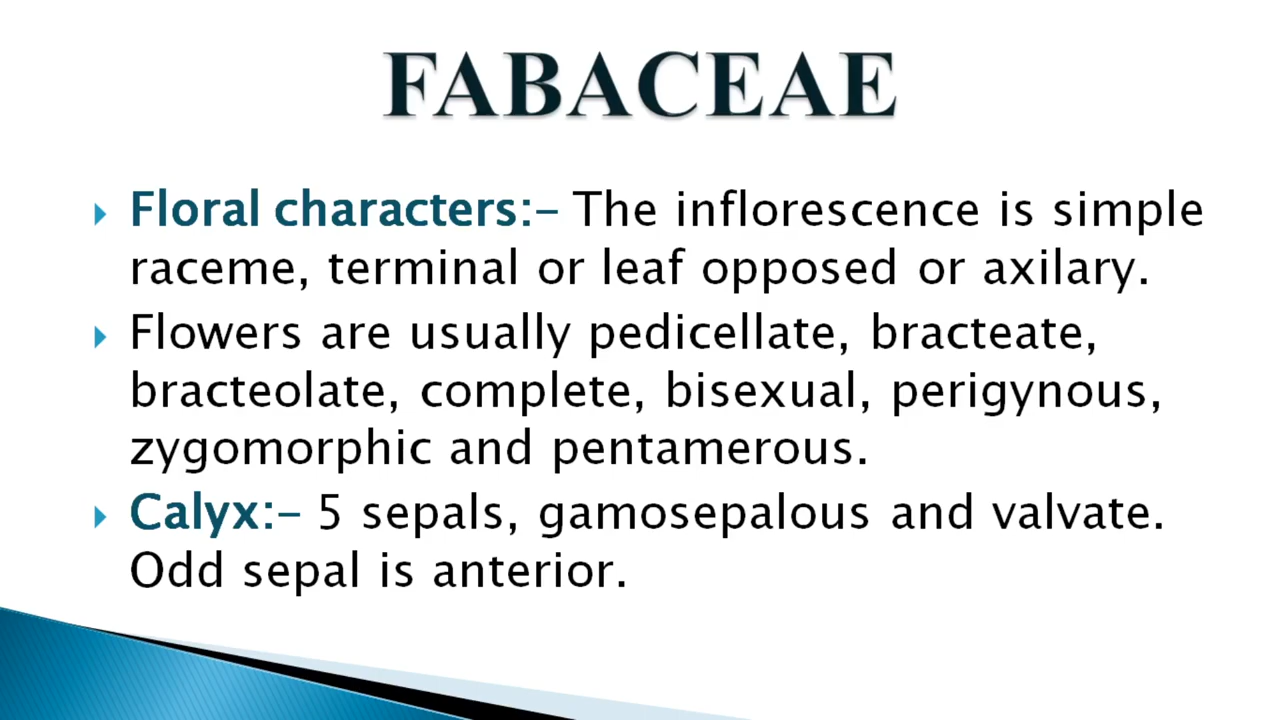 FABACEAE
Floral characters:- The inflorescence is simple
raceme, terminal or leaf opposed or axilary.
Flowers are usually pedicellate, bracteate,
bracteolate, complete, bisexual, perigynous,
zygomorphic and pentamerous.
Calyx:- 5 sepals, gamosepalous and valvate.
Odd sepal is anterior.